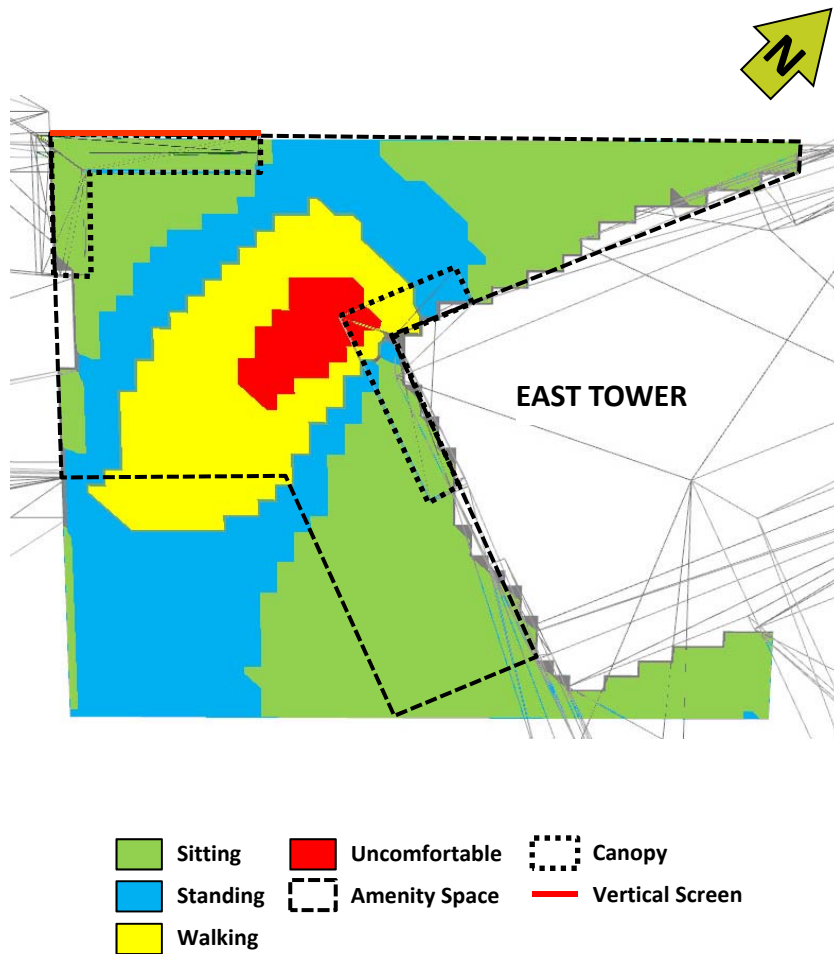 N
EAST TOWER
Sitting
Uncomfortable
Canopy
Standing
Amenity Space
Vertical Screen
Walking